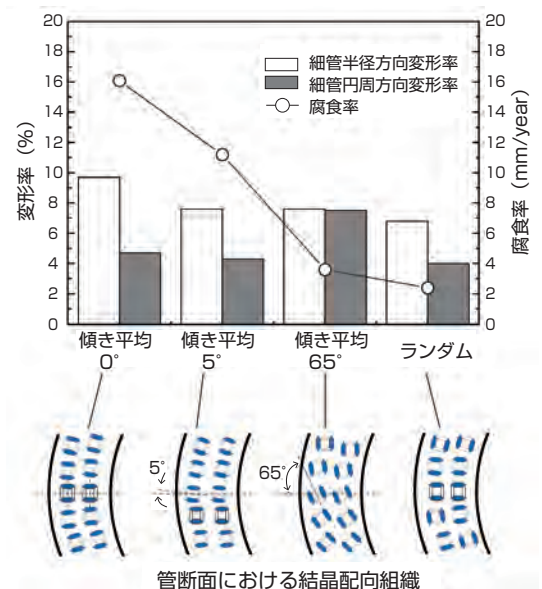 20
18
16
14
12
10
8
6
4
2
0
変形率（%）
細管半径方向変形率
細管円周方向変形率
腐食率
20
18
16
14
12
10
8
6
4
2
0
腐食率（mm/year）
傾き平均
0°
傾き平均
5°
傾き平均
65°
ランダム
5°
65°
管断面における結晶配向組織